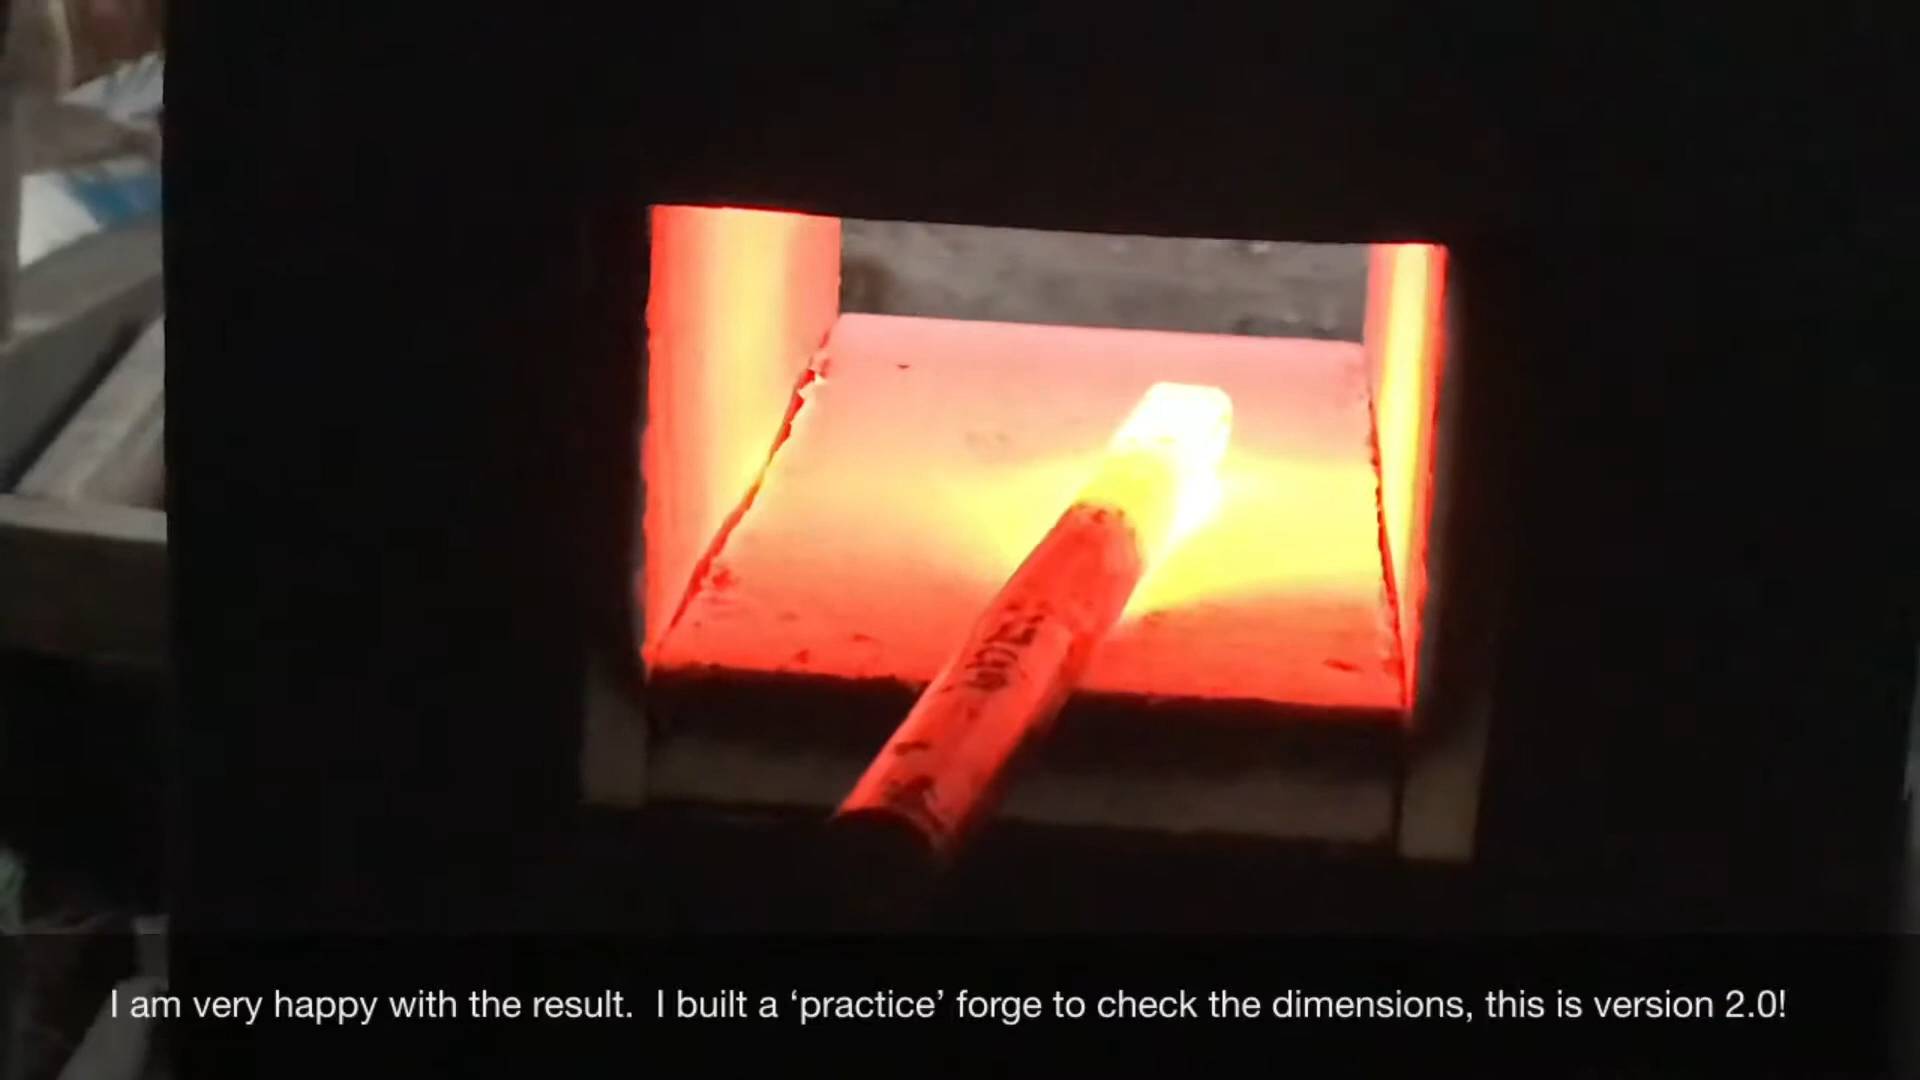 I am very happy with the result.  I built a ‘practice’ forge to check the dimensions, this is version 2.0!